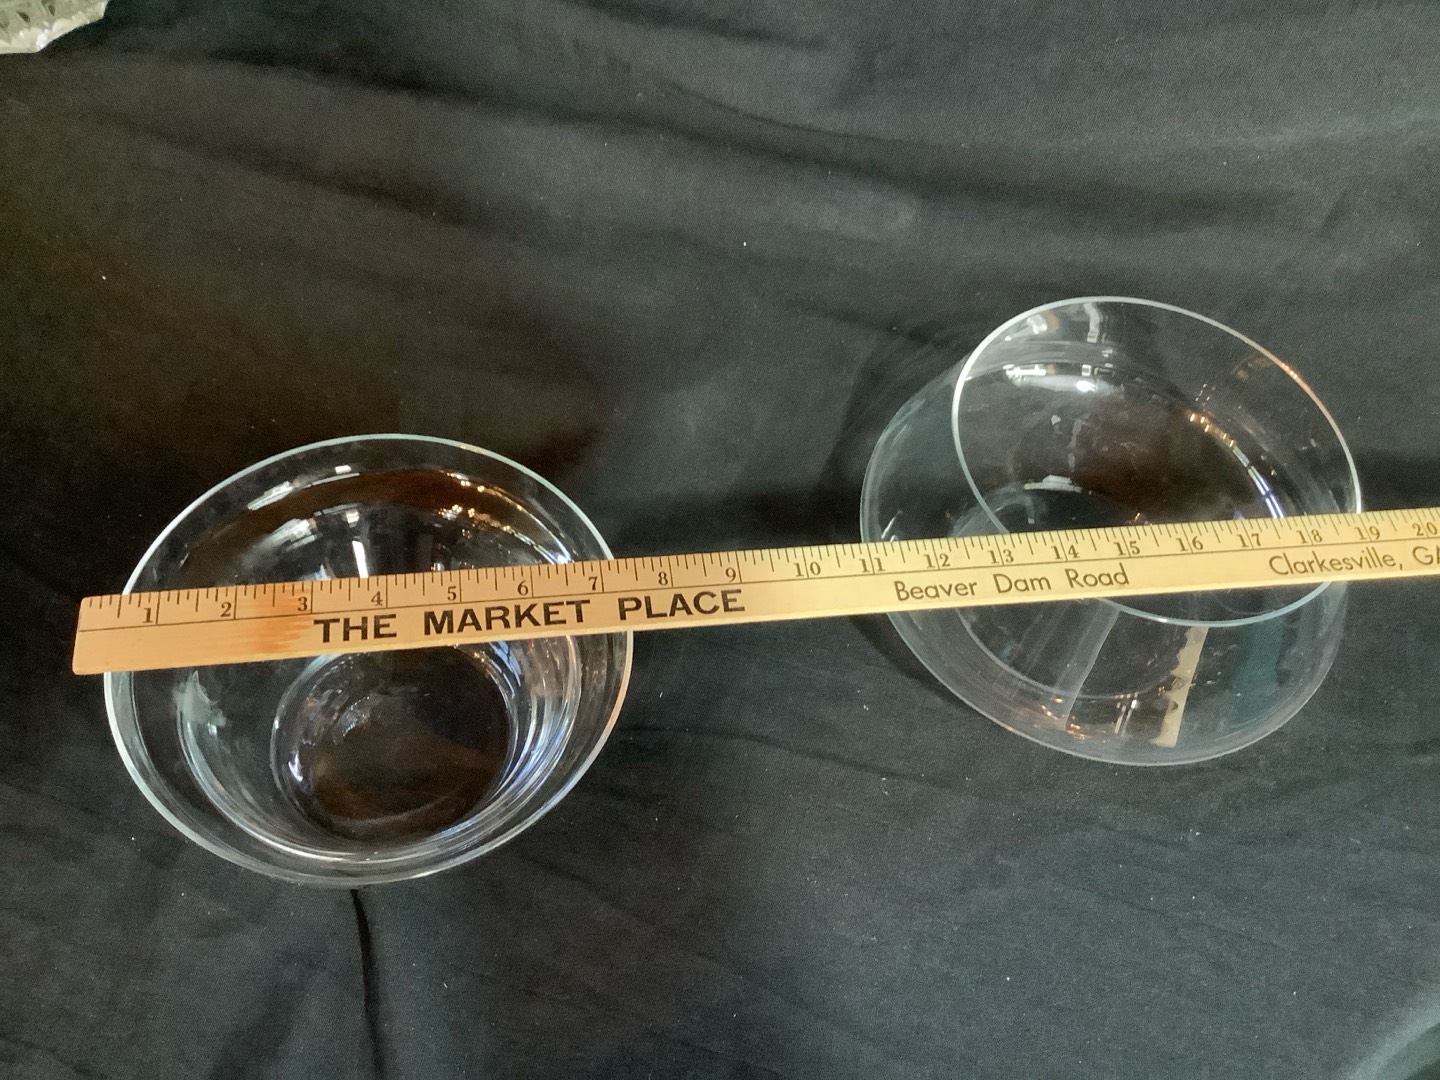 1 2 3 4 5 6 7 8 9 10 11 12 13 14 15 16 17 18 19 20
THE MARKET PLACE Beaver Dam Road Clarkesville, GA